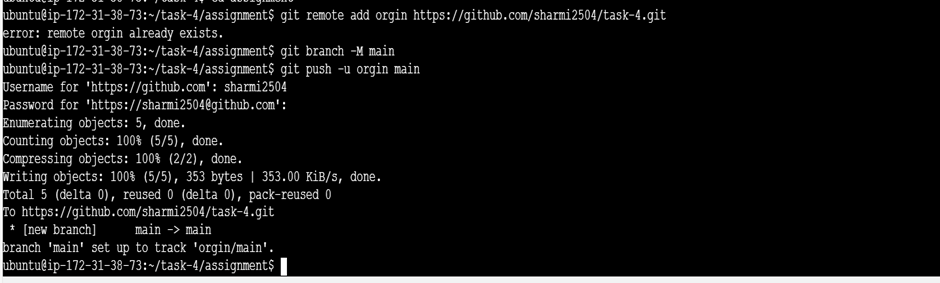 ubuntu@ip-172-31-38-73:~/task-4/assignment$ git remote add orgin https://github.com/sharmi2504/task-4.git
error: remote orgin already exists.
ubuntu@ip-172-31-38-73:~/task-4/assignment$ git branch -M main
ubuntu@ip-172-31-38-73:~/task-4/assignment$ git push -u orgin main
Username for 'https://github.com': sharmi2504
Password for 'https://sharmi2504@github.com':
Enumerating objects: 5, done.
Counting objects: 100% (5/5), done.
Compressing objects: 100% (2/2), done.
Writing objects: 100% (5/5), 353 bytes | 353.00 KiB/s, done.
Total 5 (delta 0), reused 0 (delta 0), pack-reused 0
To https://github.com/sharmi2504/task-4.git
 * [new branch]      main -> main
branch 'main' set up to track 'orgin/main'.
ubuntu@ip-172-31-38-73:~/task-4/assignment$